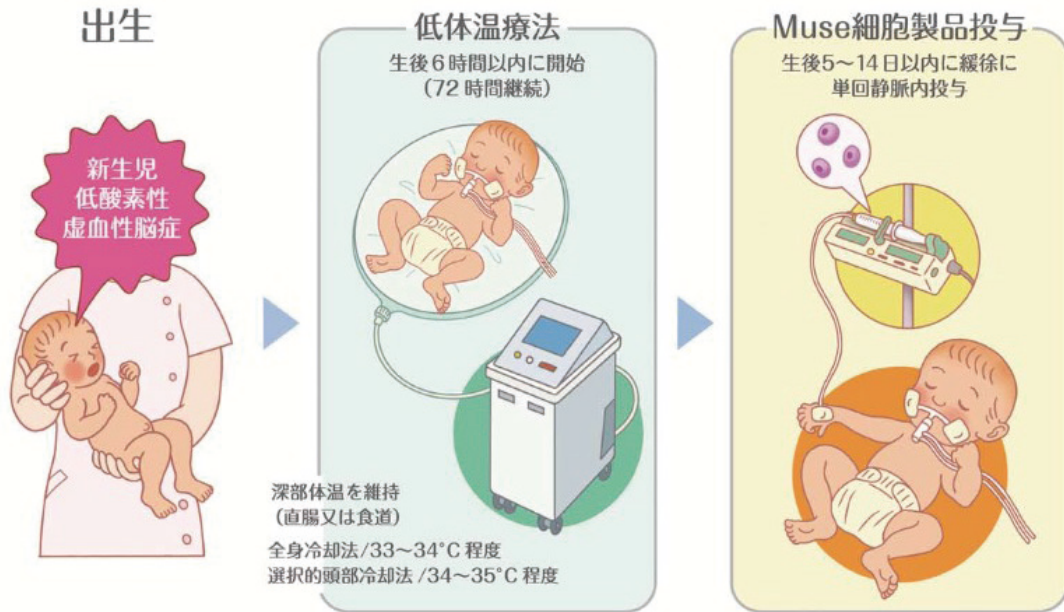 出生
新生児
低酸素性
虚血性脳症
低体温療法
生後6時間以内に開始
（72時間継続）
深部体温を維持
（直腸又は食道）
全身冷却法/33〜34°C程度
選択的頭部冷却法/34〜35°C程度
Muse細胞製品投与
生後5〜14日以内に緩徐に
単回静脈内投与